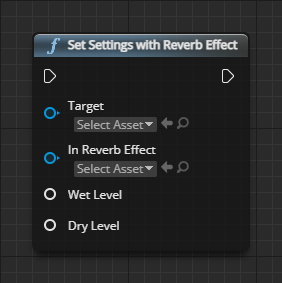 f Set Settings with Reverb Effect
Target
Select Asset
In Reverb Effect
Select Asset
Wet Level
Dry Level